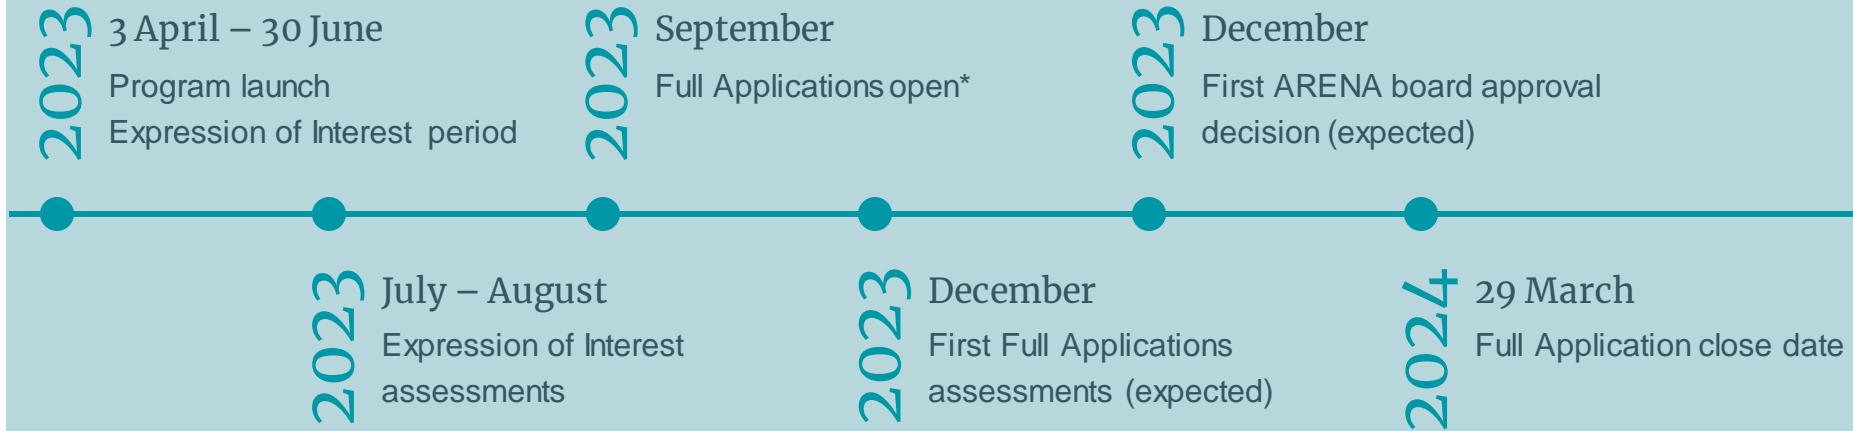 2023
3 April – 30 June
Program launch
Expression of Interest period
2023
July – August
Expression of Interest
assessments
2023
September
Full Applications open*
2023
December
First Full Applications
assessments (expected)
2023
December
First ARENA board approval
decision (expected)
2024
29 March
Full Application close date